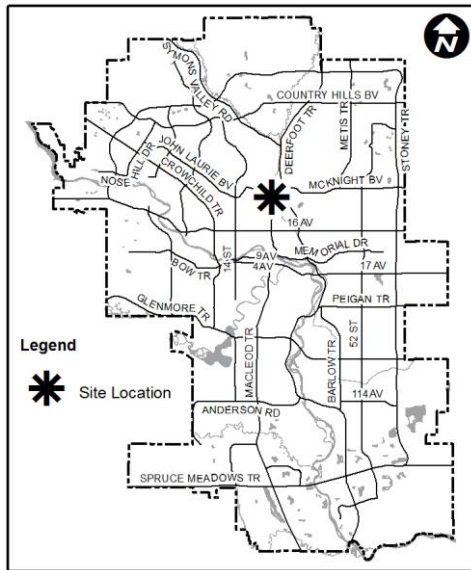 N
SYMONS VALLEY RD
COUNTRY HILLS BV
DEERFOOT TR
METIS TR
STONEY TR
JOHN LAURIE BV
NOSE HILL DR
CROWCHILD TR
MCKNIGHT BV
16 AV
14 ST
9 AV
4 AV
MEMORIAL DR
17 AV
BOW TR
PEIGAN TR
GLENMORE TR
MACLEOD TR
BARLOW TR
52 ST
114 AV
Legend
Site Location
ANDERSON RD
SPRUCE MEADOWS TR